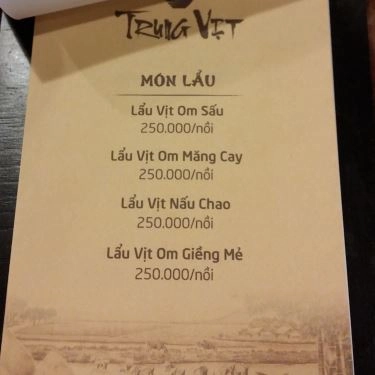 TRUNG VỊT
MÓN LẨU
Lẩu Vịt Om Sấu
250.000/nồi
Lẩu Vịt Om Măng Cay
250.000/nồi
Lẩu Vịt Nấu Chao
250.000/nồi
Lẩu Vịt Om Giềng Mẻ
250.000/nồi